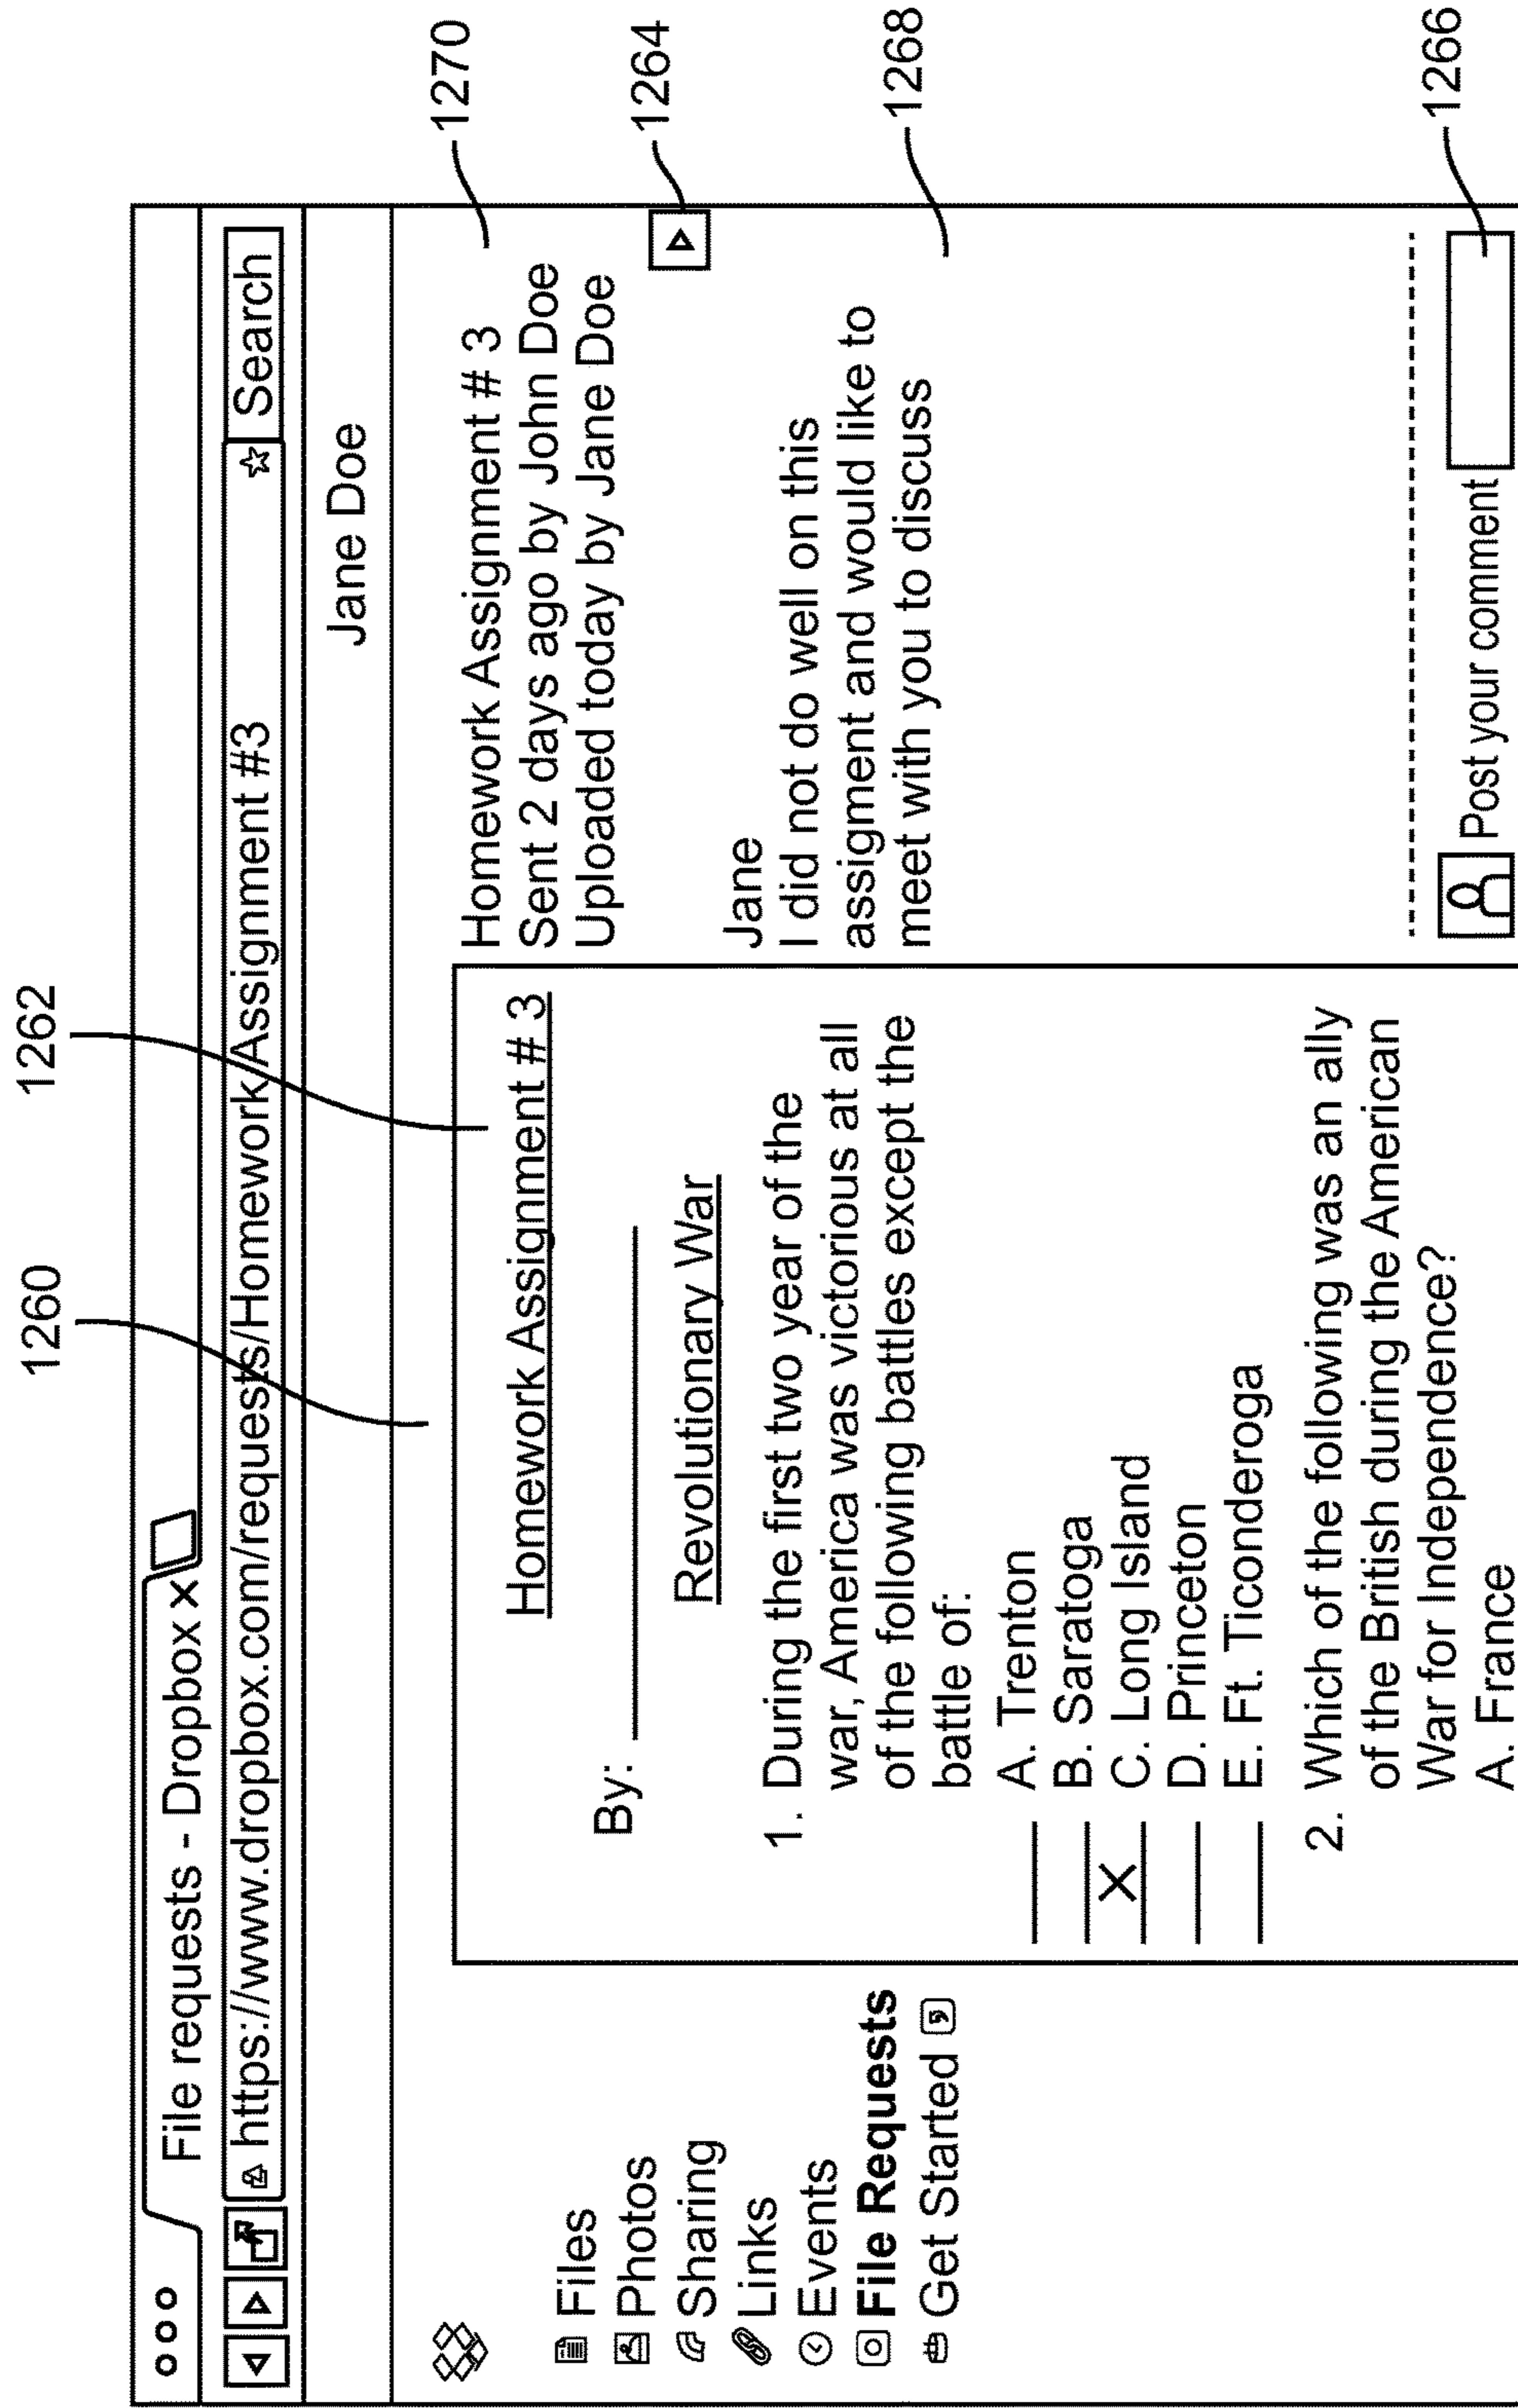 1260
1262
File requests - Dropbox X
https://www.dropbox.com/requests/Homework Assignment #3
Search
Jane Doe
Files
Photos
Sharing
Links
Events
File Requests
Get Started
Homework Assignment # 3
By:
Revolutionary War
1. During the first two year of the
war, America was victorious at all
of the following battles except the
battle of:
A. Trenton
B. Saratoga
X C. Long Island
D. Princeton
E. Ft. Ticonderoga
2. Which of the following was an ally
of the British during the American
War for Independence?
A. France
Homework Assignment # 3
Sent 2 days ago by John Doe
Uploaded today by Jane Doe
Jane
I did not do well on this
assigment and would like to
meet with you to discuss
Post your comment
1270
1264
1268
1266